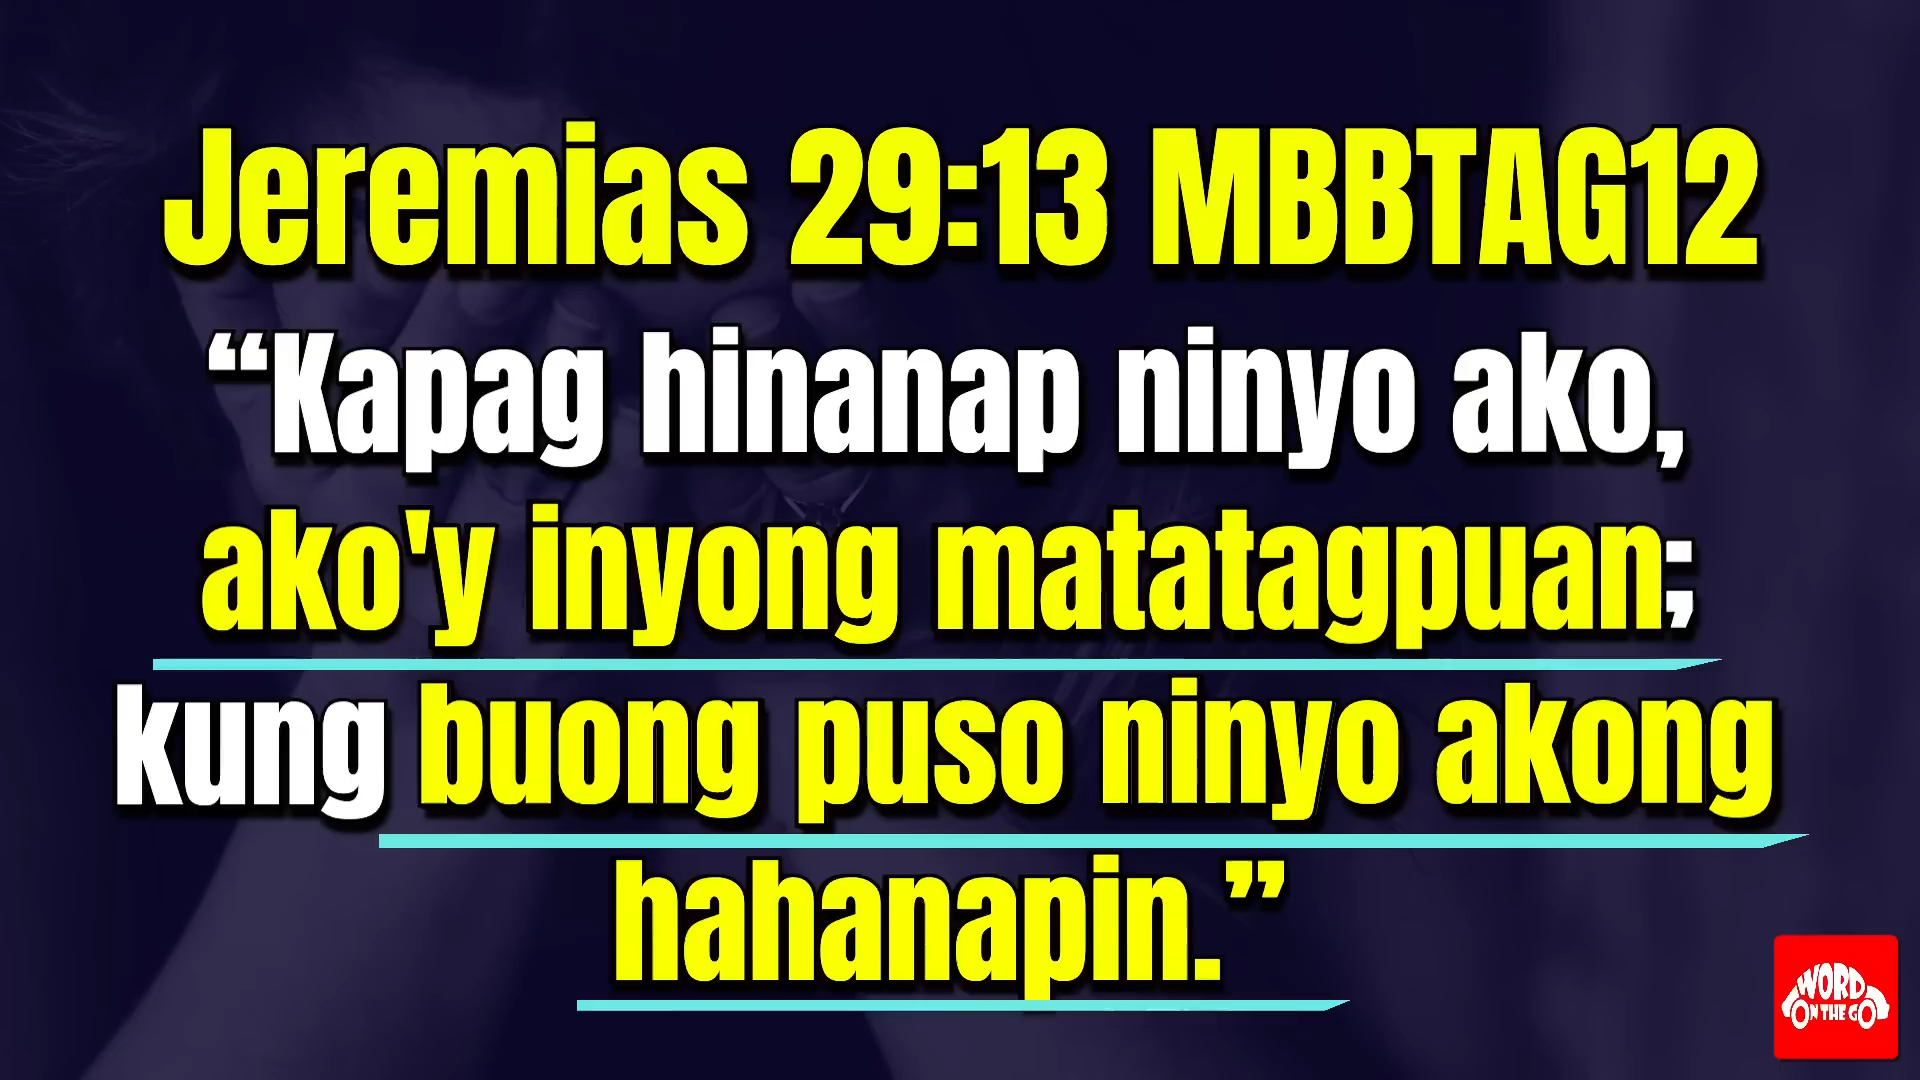 Jeremias 29:13 MBBTAG12
“Kapag hinanap ninyo ako,
ako'y inyong matatagpuan;
kung buong puso ninyo akong
hahanapin.”
WORD
ON THE GO